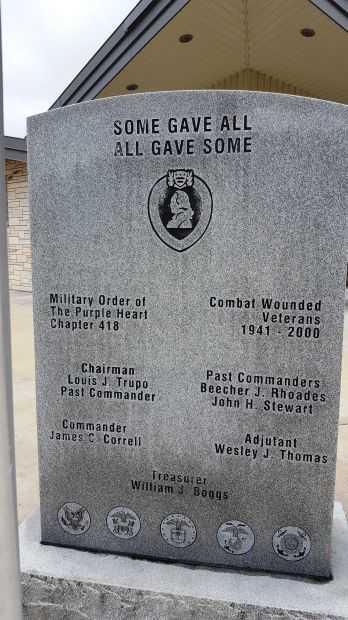 SOME GAVE ALL
ALL GAVE SOME
Military Order of
The Purple Heart
Chapter 418
Combat Wounded
Veterans
1941 - 2000
Chairman
Louis J. Trupo
Past Commander
Past Commanders
Beecher J. Rhoades
John H. Stewart
Commander
James C. Correll
Adjutant
Wesley J. Thomas
Treasurer
William J. Boggs